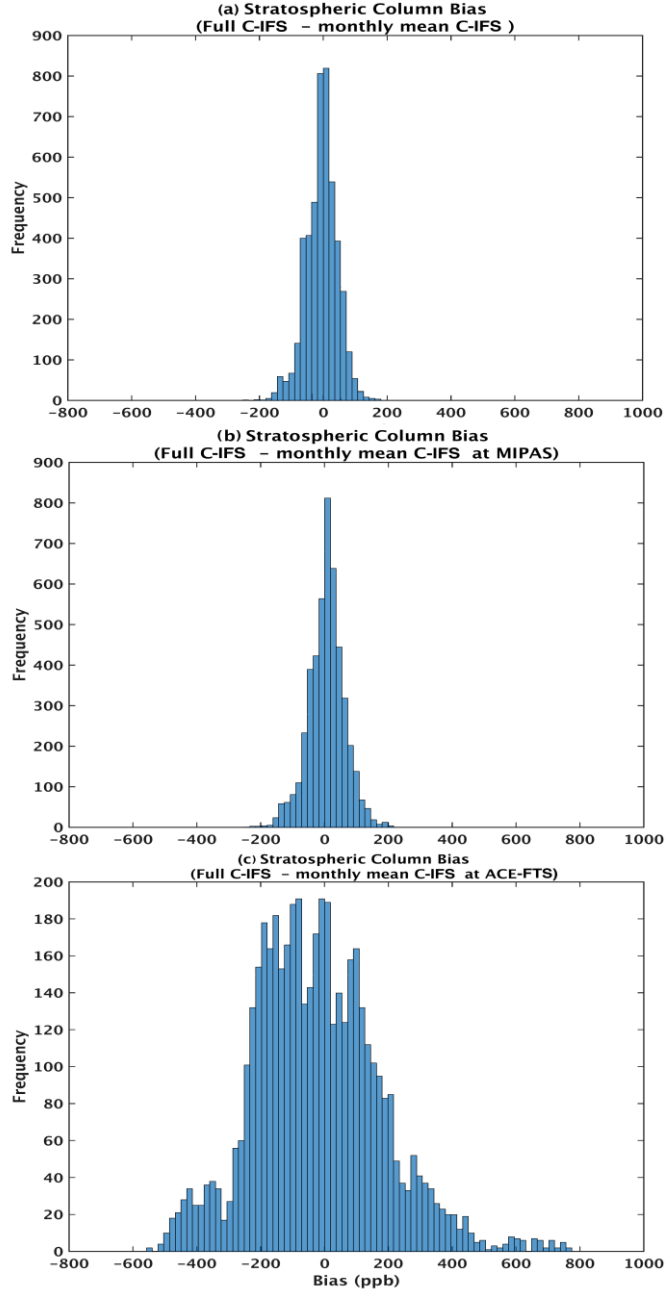 (a) Stratospheric Column Bias
(Full C-IFS – monthly mean C-IFS )
900
800
700
600
500
400
300
200
100
0
Frequency
−800 −600 −400 −200 0 200 400 600 800 1000
(b) Stratospheric Column Bias
(Full C-IFS – monthly mean C-IFS at MIPAS)
900
800
700
600
500
400
300
200
100
0
Frequency
−800 −600 −400 −200 0 200 400 600 800 1000
(c) Stratospheric Column Bias
(Full C-IFS – monthly mean C-IFS at ACE-FTS)
200
180
160
140
120
100
80
60
40
20
0
Frequency
−800 −600 −400 −200 0 200 400 600 800 1000
Bias (ppb)